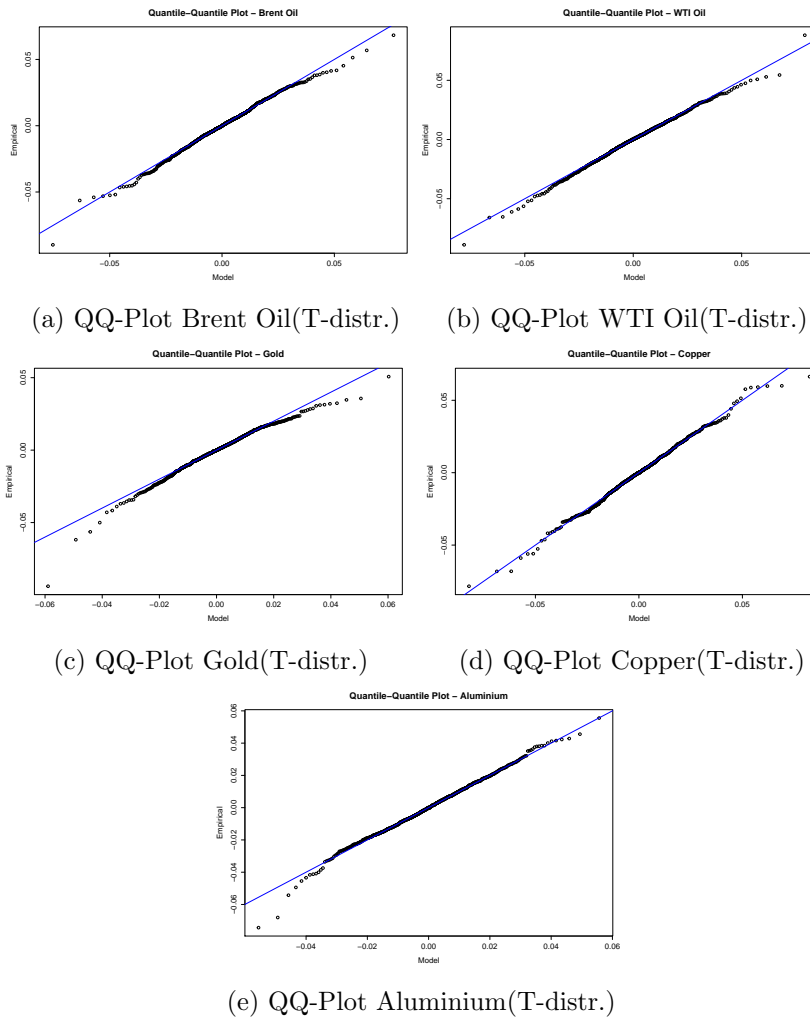 Quantile−Quantile Plot − Brent Oil
Empirical
0.05
0.00
−0.05
−0.05 0.00 0.05
Model
(a) QQ-Plot Brent Oil(T-distr.)
Quantile−Quantile Plot − WTI Oil
Empirical
0.05
0.00
−0.05
−0.05 0.00 0.05
Model
(b) QQ-Plot WTI Oil(T-distr.)
Quantile−Quantile Plot − Gold
Empirical
0.05
0.00
−0.05
−0.06 −0.04 −0.02 0.00 0.02 0.04 0.06
Model
(c) QQ-Plot Gold(T-distr.)
Quantile−Quantile Plot − Copper
Empirical
0.05
0.00
−0.05
−0.05 0.00 0.05
Model
(d) QQ-Plot Copper(T-distr.)
Quantile−Quantile Plot − Aluminium
Empirical
0.06
0.04
0.02
0.00
−0.02
−0.04
−0.06
−0.04 −0.02 0.00 0.02 0.04 0.06
Model
(e) QQ-Plot Aluminium(T-distr.)